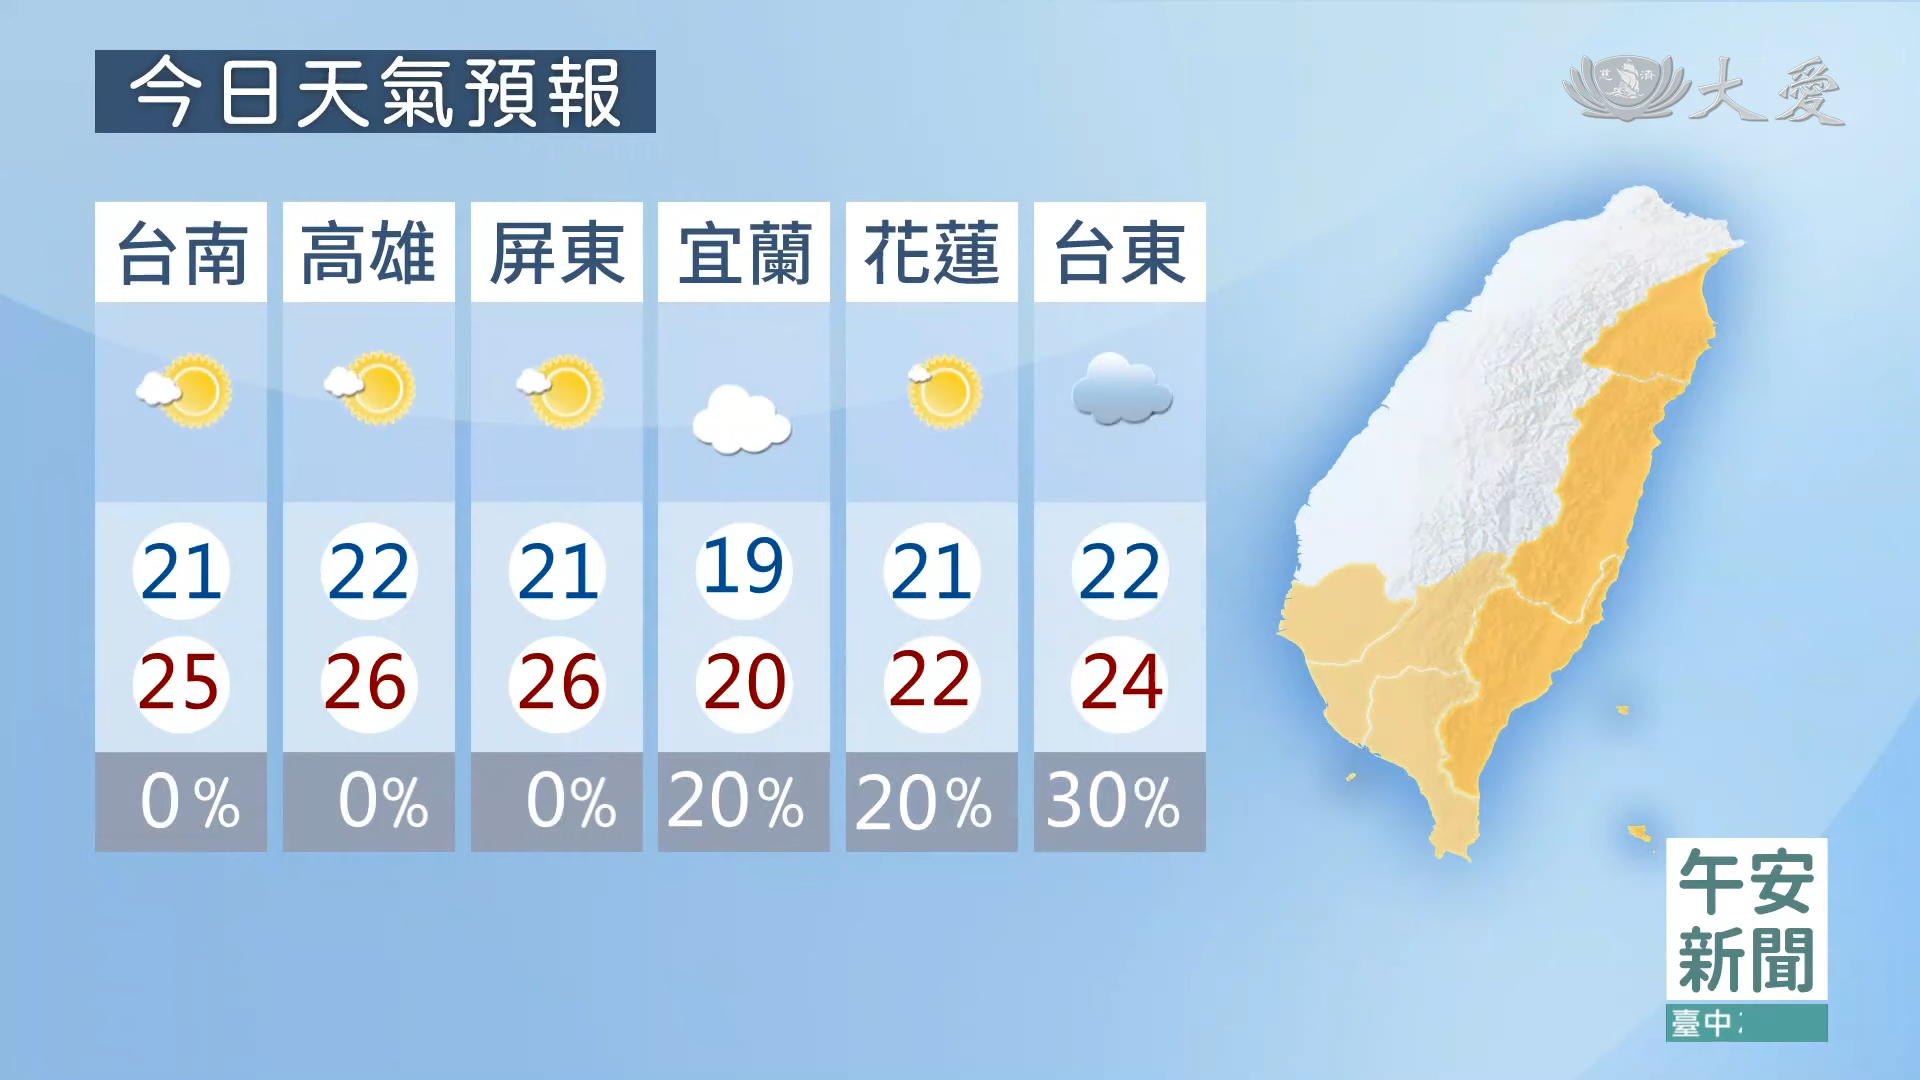 今日天氣預報
慈濟
大愛
台南 高雄 屏東 宜蘭 花蓮 台東
21 22 21 19 21 22
25 26 26 20 22 24
0% 0% 0% 20% 20% 30%
午安
新聞
臺中